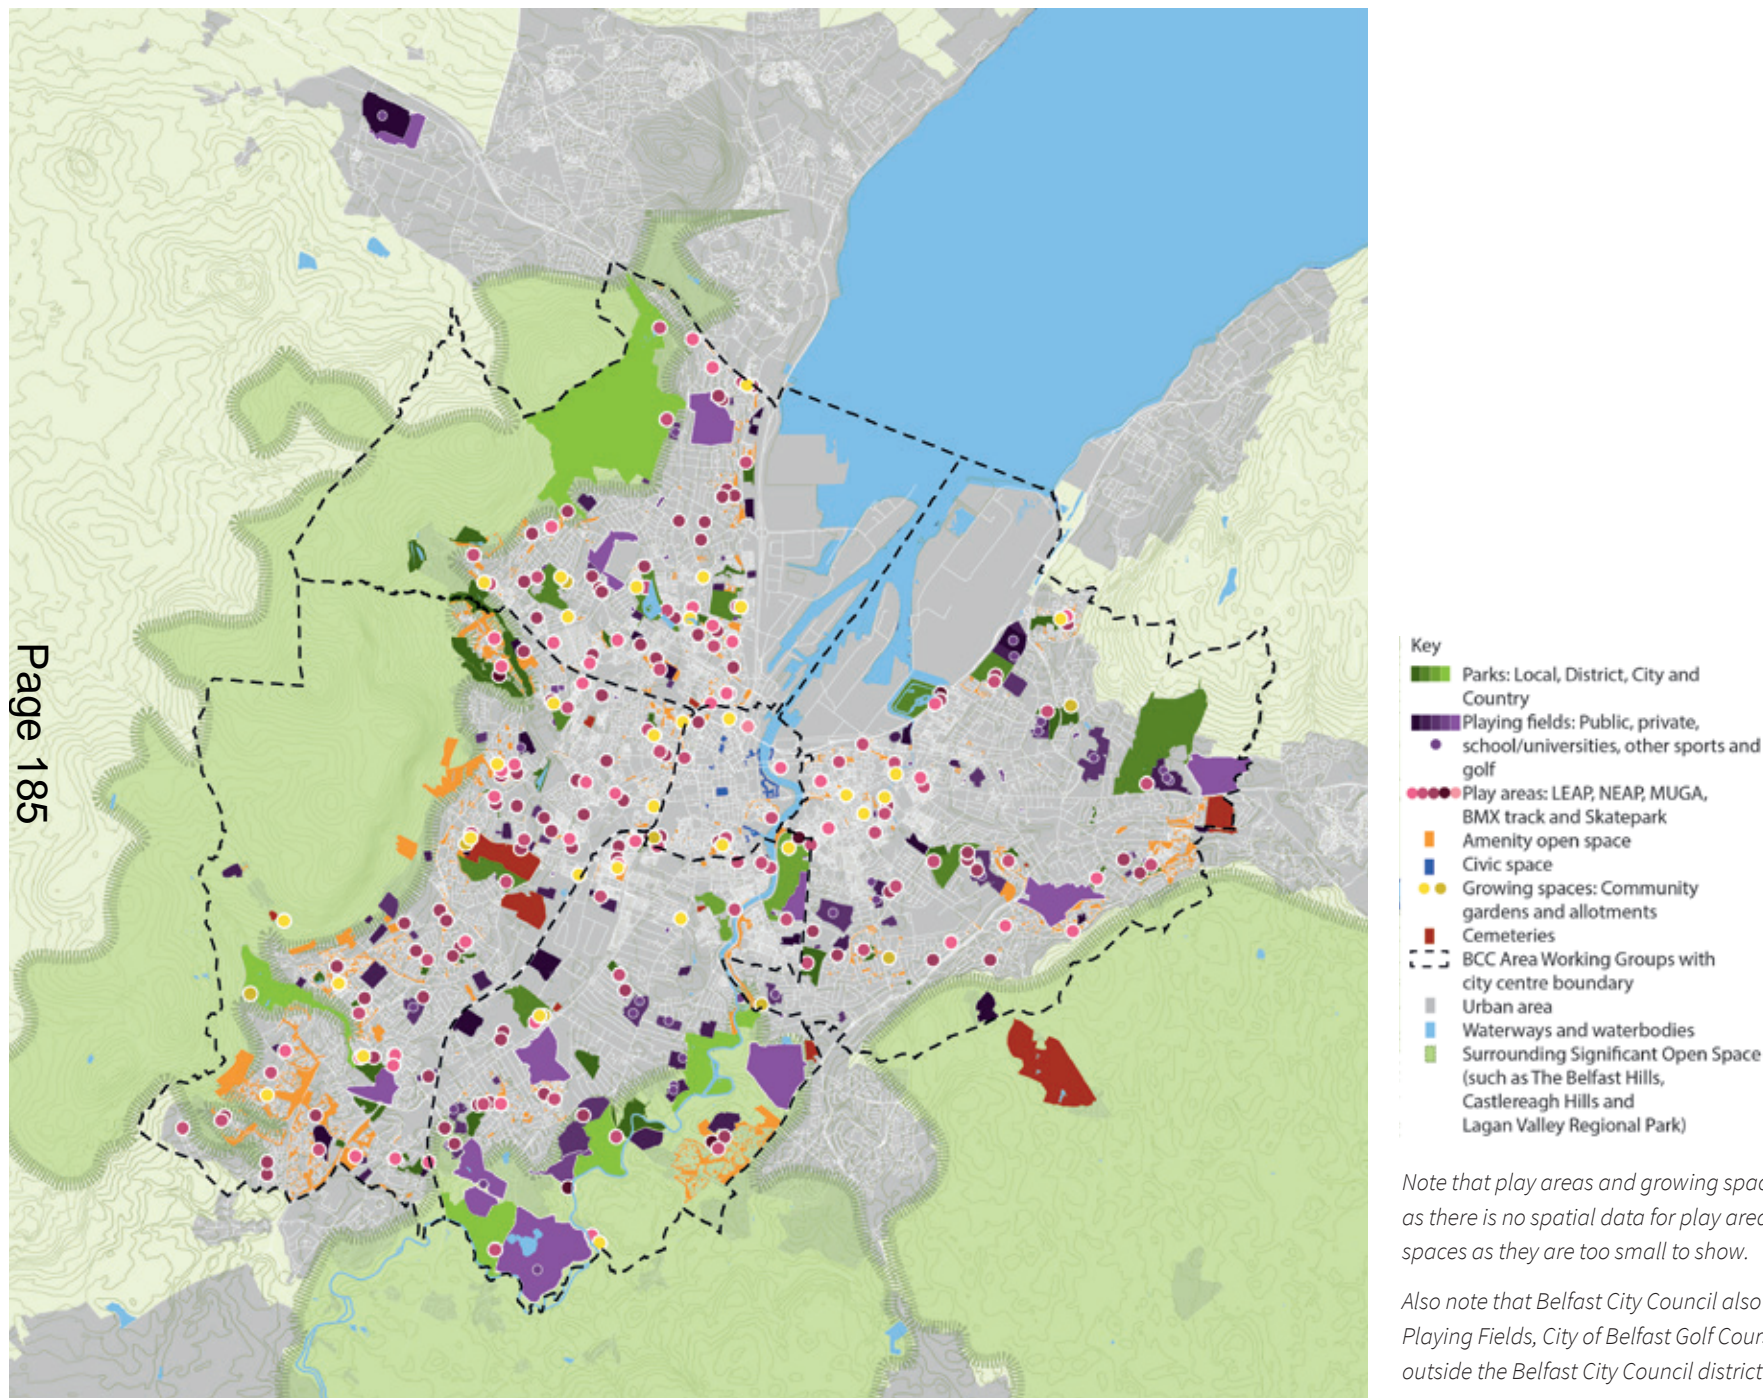 Page 185
Key
Parks: Local, District, City and
Country
Playing fields: Public, private,
school/universities, other sports and
golf
Play areas: LEAP, NEAP, MUGA,
BMX track and Skatepark
Amenity open space
Civic space
Growing spaces: Community
gardens and allotments
Cemeteries
BCC Area Working Groups with
city centre boundary
Urban area
Waterways and waterbodies
Surrounding Significant Open Space
(such as The Belfast Hills,
Castlereagh Hills and
Lagan Valley Regional Park)
Note that play areas and growing spac
as there is no spatial data for play area
spaces as they are too small to show.
Also note that Belfast City Council also
Playing Fields, City of Belfast Golf Cour
outside the Belfast City Council district